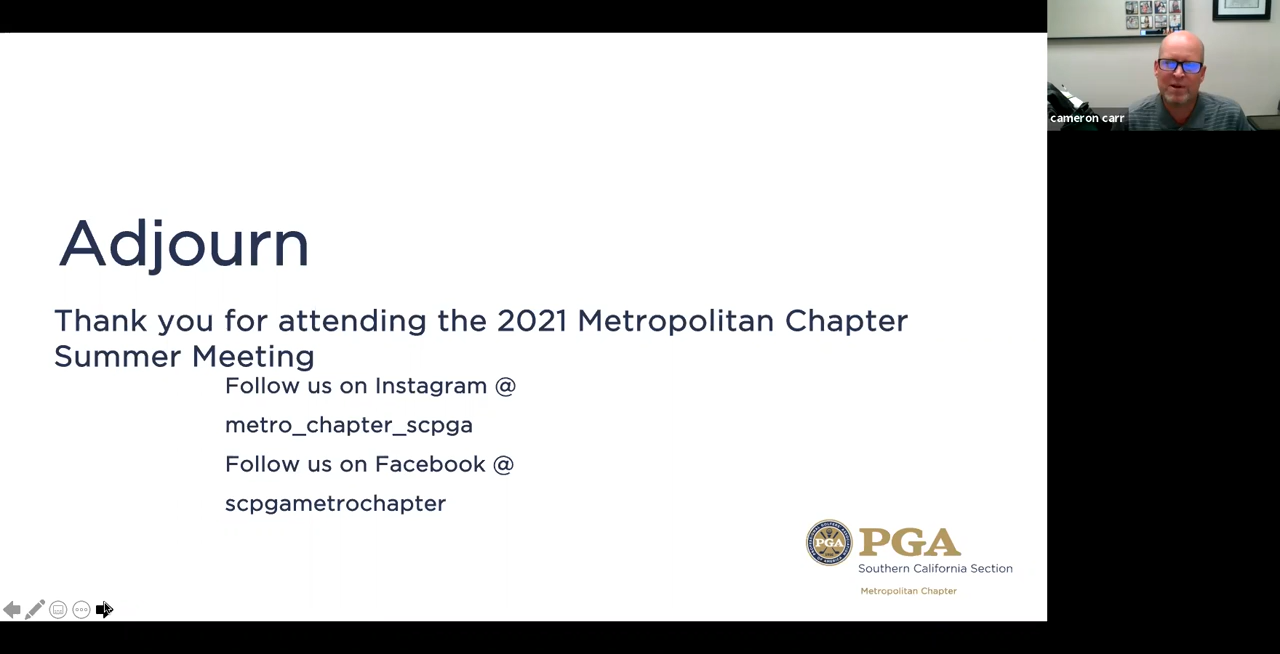 cameron carr
Adjourn
Thank you for attending the 2021 Metropolitan Chapter
Summer Meeting
Follow us on Instagram @
metro_chapter_scpga
Follow us on Facebook @
scpgametrochapter
PGA
PGA
Southern California Section
Metropolitan Chapter